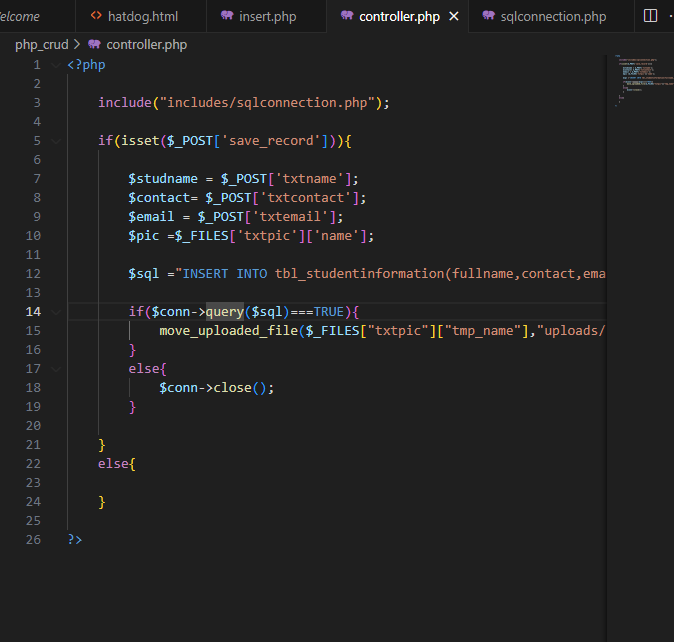 elcome
hatdog.html
insert.php
controller.php
sqlconnection.php
php_crud > controller.php
1 <?php
2
3 include("includes/sqlconnection.php");
4
5 if(isset($_POST['save_record'])){
6
7 $studname = $_POST['txtname'];
8 $contact= $_POST['txtcontact'];
9 $email = $_POST['txtemail'];
10 $pic =$_FILES['txtpic']['name'];
11
12 $sql ="INSERT INTO tbl_studentinformation(fullname,contact,ema
13
14 if($conn->query($sql)===TRUE){
15 move_uploaded_file($_FILES["txtpic"]["tmp_name"],"uploads/
16 }
17 else{
18 $conn->close();
19 }
20
21 }
22 else{
23
24 }
25
26 ?>